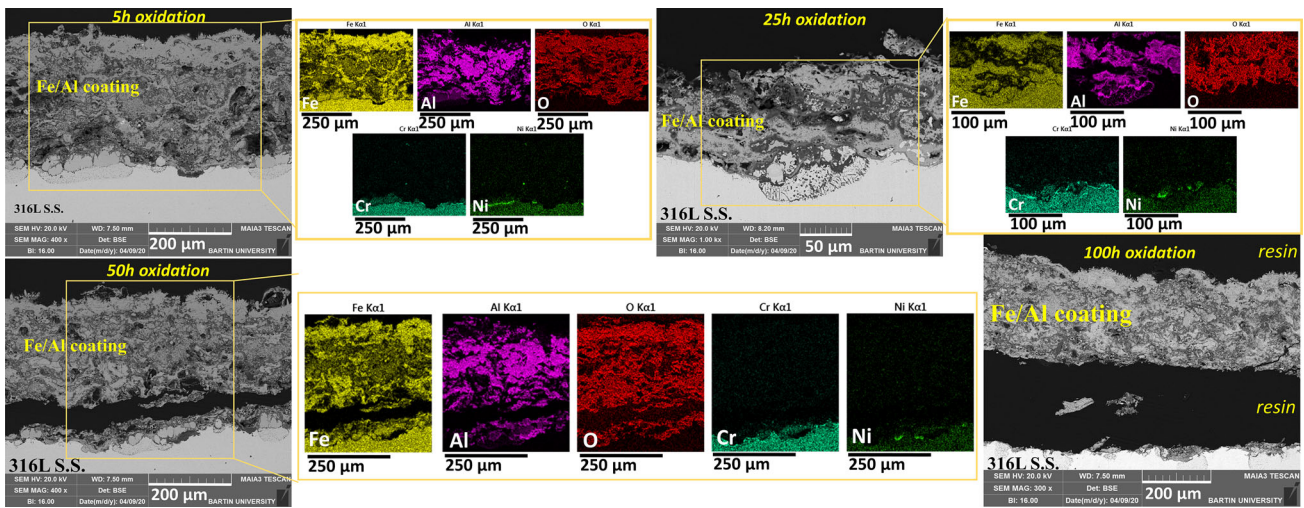 5h oxidation
Fe/Al coating
316L S.S.
SEM HV: 20.0 kV WD: 7.50 mm MAIA3 TESCAN
SEM MAG: 400 x Det: BSE 200 µm
BI: 16.00 Date(m/d/y): 04/09/20 BARTIN UNIVERSITY
Fe Kα1 Al Kα1 O Kα1
Fe Al O
250 µm 250 µm 250 µm
Cr Kα1 Ni Kα1
Cr Ni
250 µm 250 µm
25h oxidation
Fe/Al coating
316L S.S.
SEM HV: 20.0 kV WD: 8.20 mm MAIA3 TESCAN
SEM MAG: 1.00 kx Det: BSE 50 µm
BI: 16.00 Date(m/d/y): 04/09/20 BARTIN UNIVERSITY
Fe Kα1 Al Kα1 O Kα1
Fe Al O
100 µm 100 µm 100 µm
Cr Kα1 Ni Kα1
Cr Ni
100 µm 100 µm
50h oxidation
Fe/Al coating
316L S.S.
SEM HV: 20.0 kV WD: 7.50 mm MAIA3 TESCAN
SEM MAG: 400 x Det: BSE 200 µm
BI: 16.00 Date(m/d/y): 04/09/20 BARTIN UNIVERSITY
Fe Kα1 Al Kα1 O Kα1 Cr Kα1 Ni Kα1
Fe Al O Cr Ni
250 µm 250 µm 250 µm 250 µm 250 µm
100h oxidation resin
Fe/Al coating
resin
316L S.S.
SEM HV: 20.0 kV WD: 7.50 mm MAIA3 TESCAN
SEM MAG: 300 x Det: BSE 200 µm
BI: 16.00 Date(m/d/y): 04/09/20 BARTIN UNIVERSITY